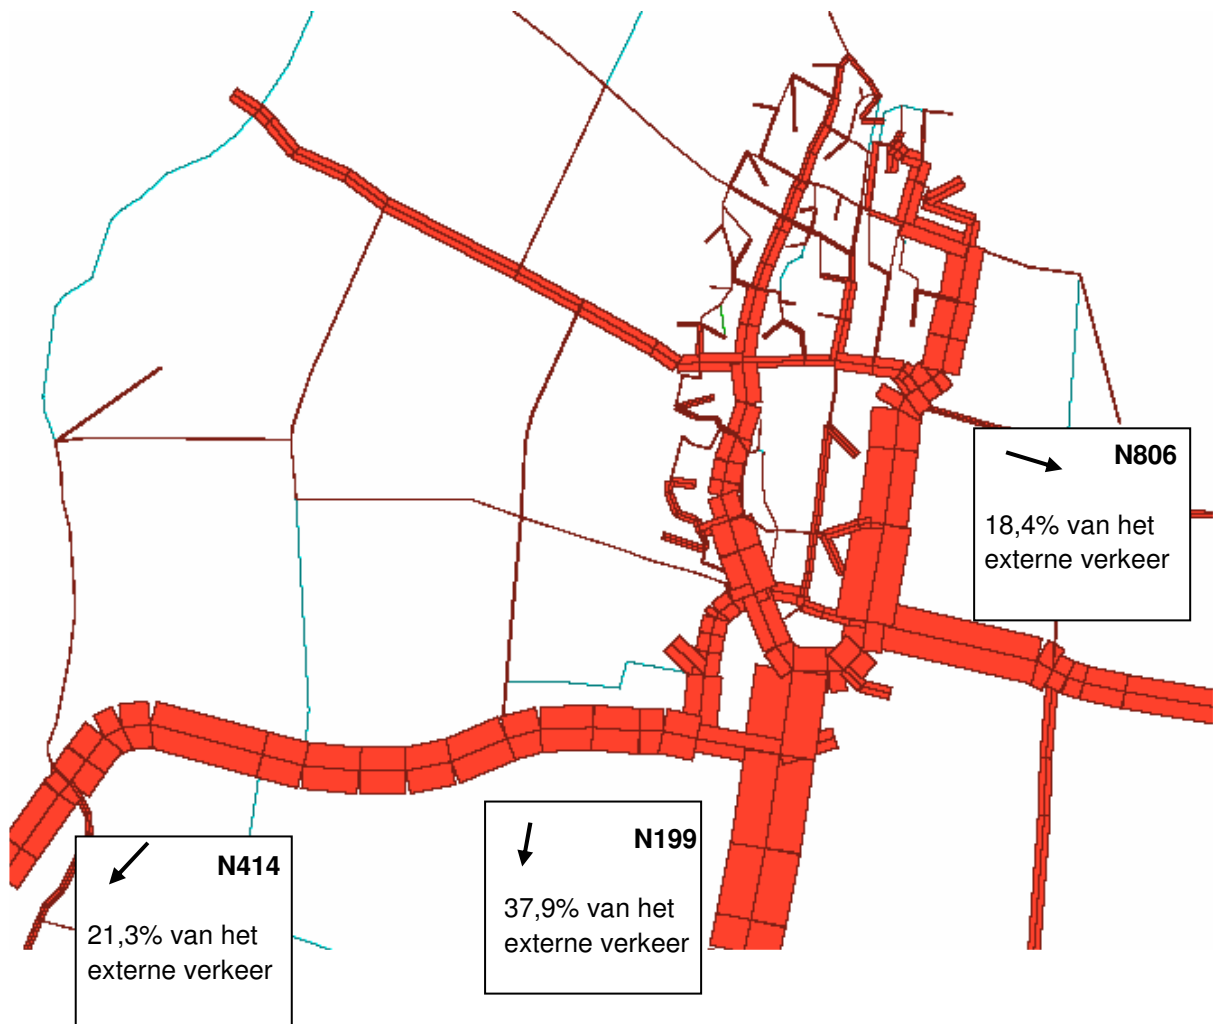 N806
18,4% van het
externe verkeer
N199
37,9% van het
externe verkeer
N414
21,3% van het
externe verkeer